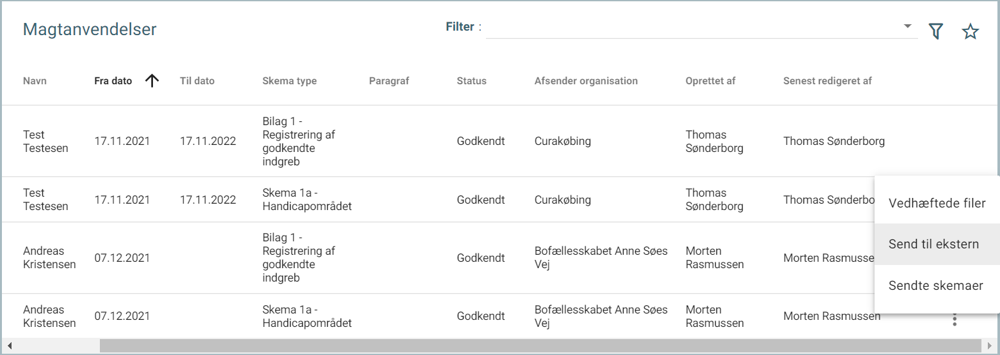 Magtanvendelser
Filter :
Navn Fra dato Til dato Skema type Paragraf Status Afsender organisation Oprettet af Senest redigeret af
Test Testesen 17.11.2021 17.11.2022 Bilag 1 - Registrering af godkendte indgreb Godkendt Curakøbing Thomas Sønderborg Thomas Sønderborg
Test Testesen 17.11.2021 17.11.2022 Skema 1a - Handicapområdet Godkendt Curakøbing Thomas Sønderborg Thomas Sønderbo
Andreas Kristensen 07.12.2021 Bilag 1 - Registrering af godkendte indgreb Godkendt Bofællesskabet Anne Søes Vej Morten Rasmussen Morten Rasmusse
Andreas Kristensen 07.12.2021 Skema 1a - Handicapområdet Godkendt Bofællesskabet Anne Søes Vej Morten Rasmussen Morten Rasmussen
Vedhæftede filer
Send til ekstern
Sendte skemaer